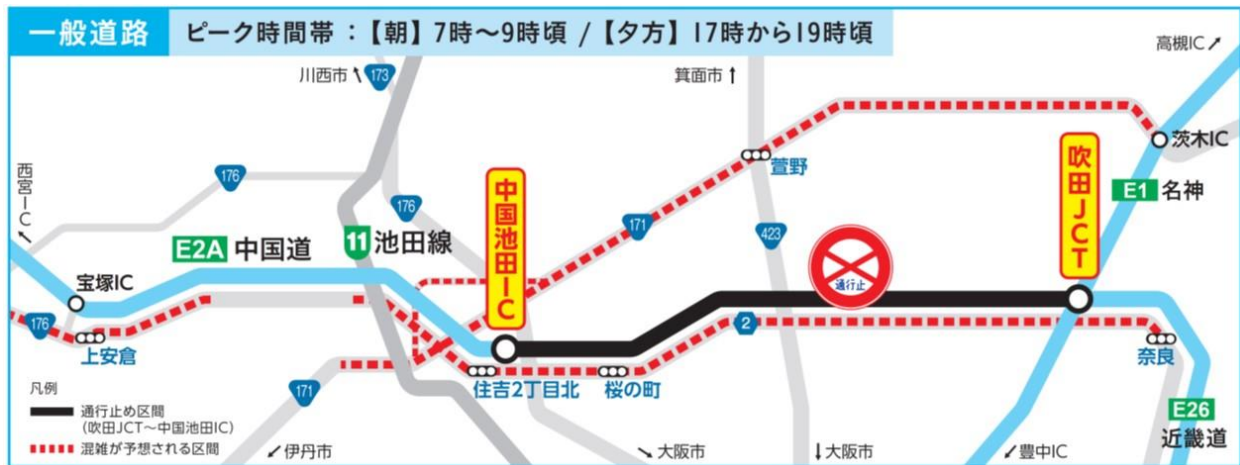 一般道路 ピーク時間帯：【朝】7時〜9時頃 /【夕方】17時から19時頃
高槻IC
川西市
173
箕面市
茨木IC
西宮IC
176
176
萱野
吹田JCT
E1 名神
E2A 中国道
11 池田線
中国池田IC
171
423
通行止
宝塚IC
176
上安倉
2
奈良
住吉2丁目北
桜の町
171
E26
近畿道
凡例
通行止め区間
(吹田JCT〜中国池田IC)
混雑が予想される区間
伊丹市
大阪市
大阪市
豊中IC